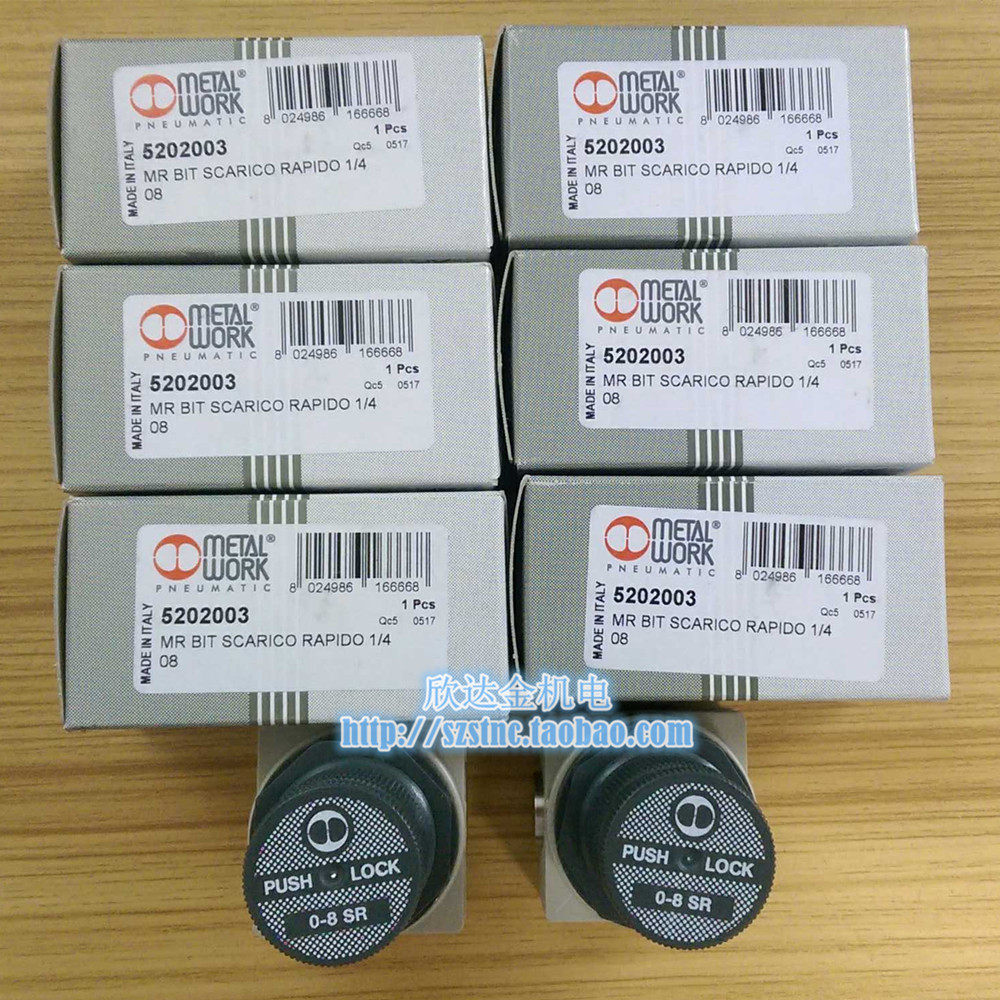 METAL®
WORK
PNEUMATIC
8 024986 166668
1 Pcs
5202003
Qc5 0517
MR BIT SCARICO RAPIDO 1/4
08
MADE IN ITALY
METAL®
WORK
PNEUMATIC
8 024986 166668
1 Pcs
5202003
Qc5 0517
MR BIT SCARICO RAPIDO 1/4
08
MADE IN ITALY
METAL®
WORK
PNEUMATIC
8 024986 166668
1 Pcs
5202003
Qc5 0517
MR BIT SCARICO RAPIDO 1/4
08
MADE IN ITALY
METAL®
WORK
PNEUMATIC
8 024986 166668
1 Pcs
5202003
Qc5 0517
MR BIT SCARICO RAPIDO 1/4
08
MADE IN ITALY
METAL®
WORK
PNEUMATIC
8 024986 166668
1 Pcs
5202003
Qc5 0517
MR BIT SCARICO RAPIDO 1/4
08
MADE IN ITALY
METAL®
WORK
PNEUMATIC
8 024986 166668
1 Pcs
5202003
Qc5 0517
MR BIT SCARICO RAPIDO 1/4
08
MADE IN ITALY
欣达金机电
http://szstnc.taobao.com
PUSH LOCK
0-8 SR
PUSH LOCK
0-8 SR